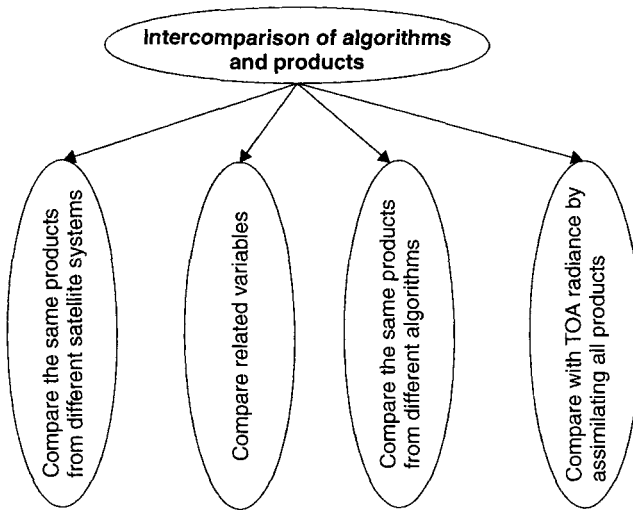 Intercomparison of algorithms
and products
Compare the same products
from different satellite systems
Compare related variables
Compare the same products
from different algorithms
Compare with TOA radiance by
assimilating all products